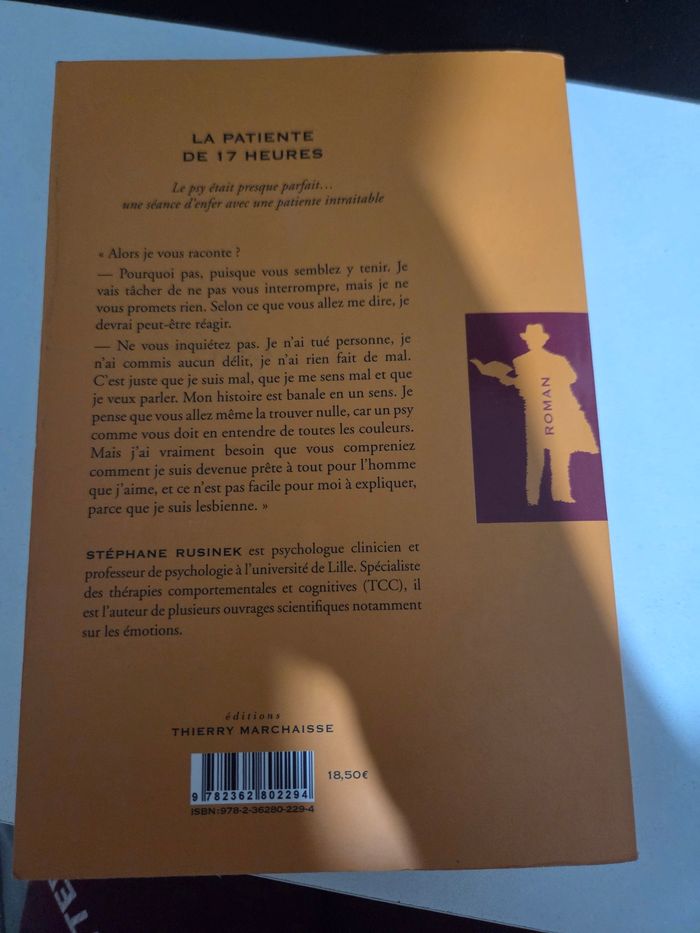 LA PATIENTE
DE 17 HEURES
Le psy était presque parfait…
une séance d'enfer avec une patiente intraitable
« Alors je vous raconte ?
— Pourquoi pas, puisque vous semblez y tenir. Je
vais tâcher de ne pas vous interrompre, mais je ne
vous promets rien. Selon ce que vous allez me dire, je
devrai peut-être réagir.
— Ne vous inquiétez pas. Je n'ai tué personne, je
n'ai commis aucun délit, je n'ai rien fait de mal.
C'est juste que je suis mal, que je me sens mal et que
je veux parler. Mon histoire est banale en un sens. Je
pense que vous allez même la trouver nulle, car un psy
comme vous doit en entendre de toutes les couleurs.
Mais j'ai vraiment besoin que vous compreniez
comment je suis devenue prête à tout pour l'homme
que j'aime, et ce n'est pas facile pour moi à expliquer,
parce que je suis lesbienne. »
ROMAN
STÉPHANE RUSINEK est psychologue clinicien et
professeur de psychologie à l'université de Lille. Spécialiste
des thérapies comportementales et cognitives (TCC), il
est l'auteur de plusieurs ouvrages scientifiques notamment
sur les émotions.
éditions
THIERRY MARCHAISSE
18,50€
9 782362 802294
ISBN:978-2-36280-229-4